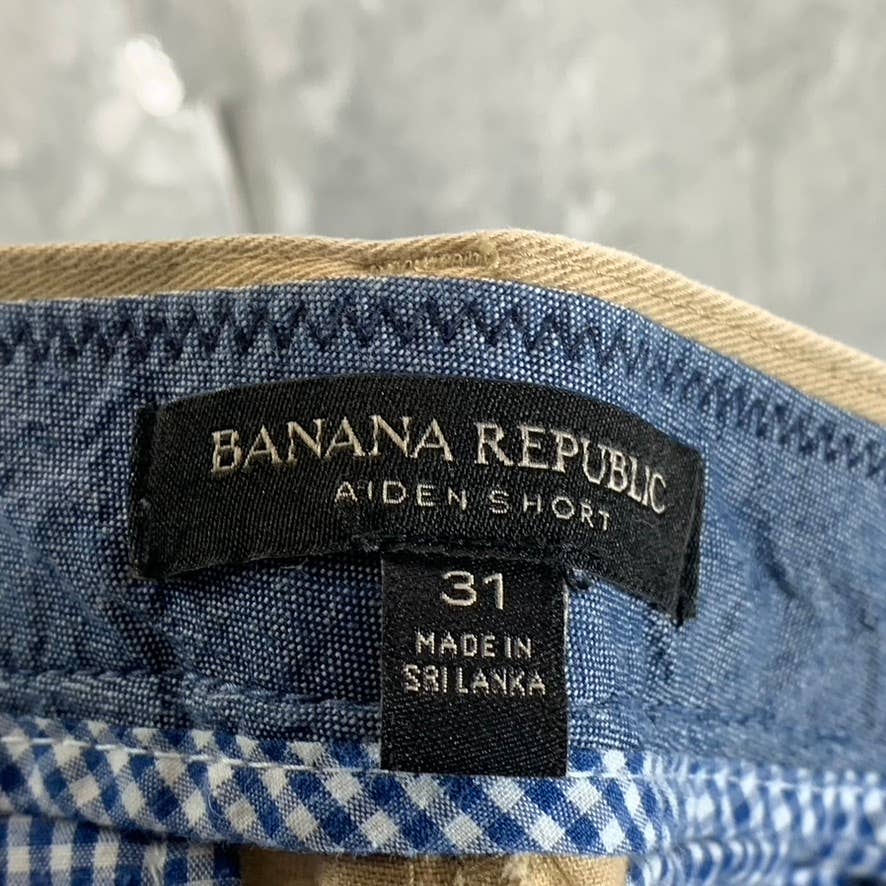 BANANA REPUBLIC
AIDEN SHORT
31
MADE IN
SRI LANKA